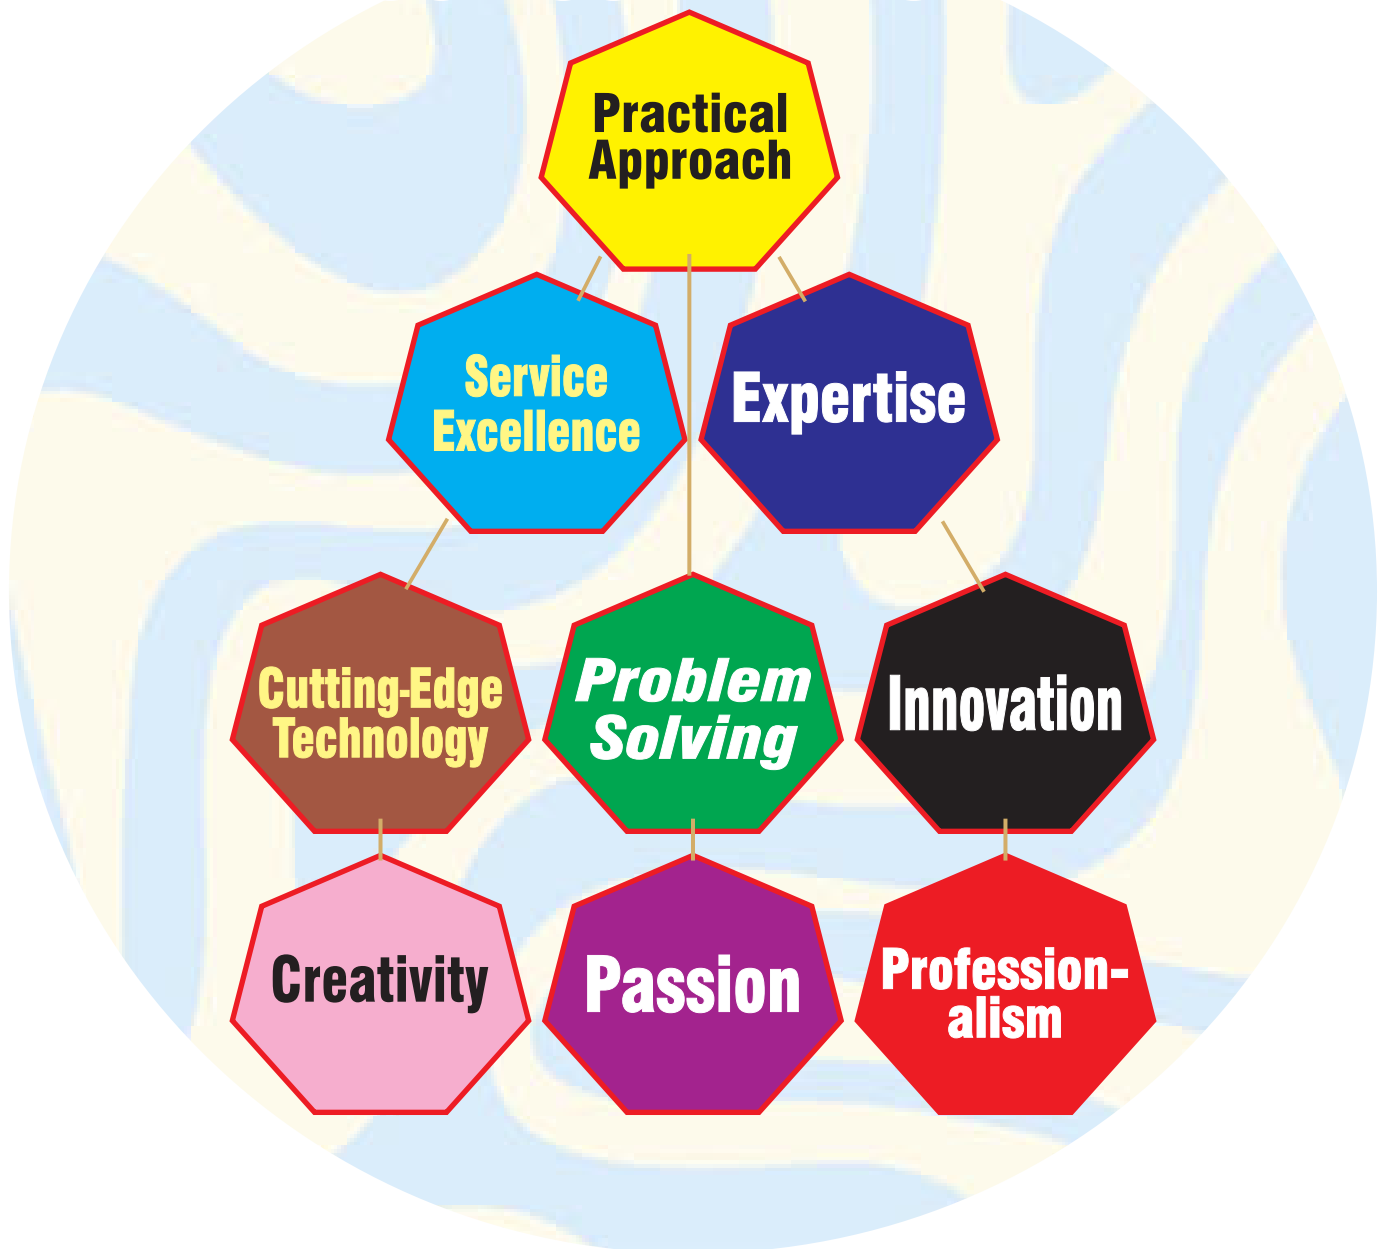 Practical
Approach
Service
Excellence
Expertise
Cutting-Edge
Technology
Problem
Solving
Innovation
Creativity
Passion
Profession-
alism